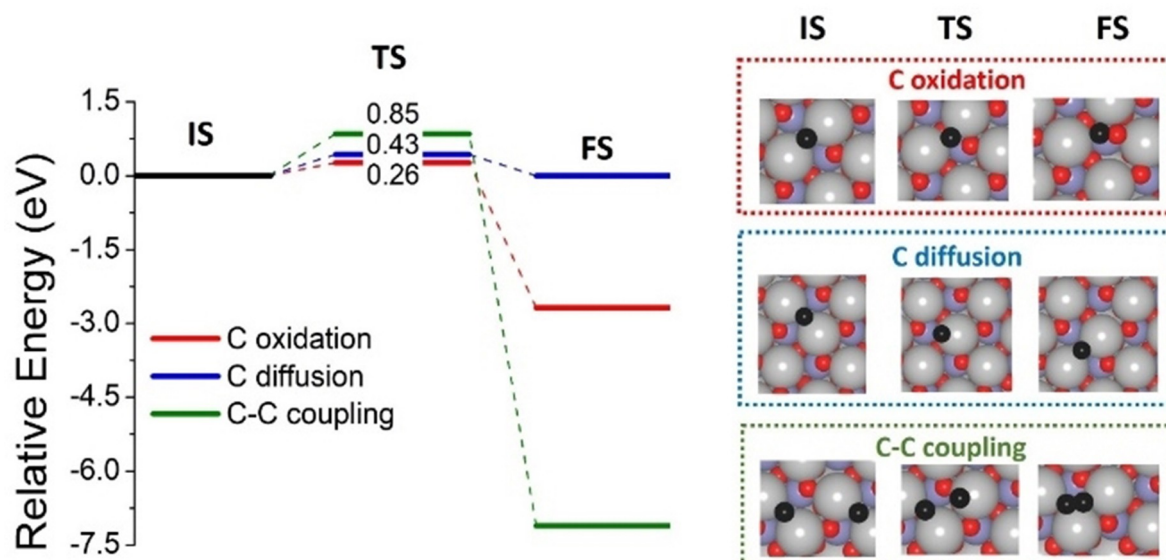 TS
IS
FS
0.85
0.43
0.26
1.5
0.0
-1.5
-3.0
-4.5
-6.0
-7.5
Relative Energy (eV)
C oxidation
C diffusion
C-C coupling
IS TS FS
C oxidation
C diffusion
C-C coupling